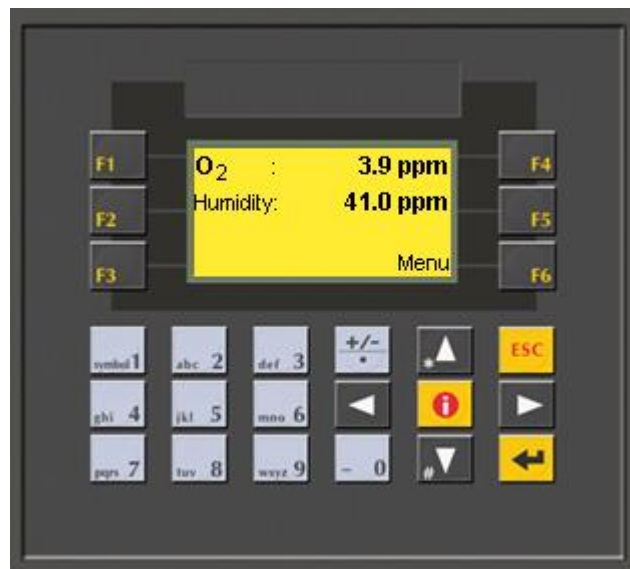 F1
O2 : 3.9 ppm
F4
F2
Humidity: 41.0 ppm
F5
F3
Menu
F6
symbol 1
abc 2
def 3
+/-
•
*
ESC
ghi 4
jkl 5
mno 6
i
pqrs 7
tuv 8
wxyz 9
– 0
#